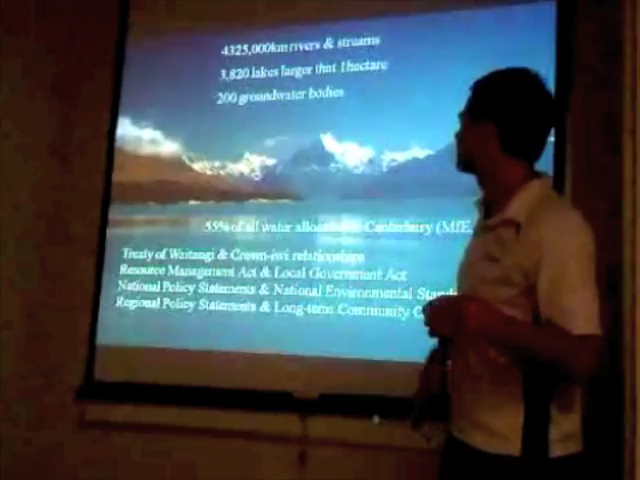 4325,000km rivers & streams
3,820 lakes larger that 1hectare
200 groundwater bodies
55% of all water Canterbury (MfE,
Treaty of Waitangi & Crown-iwi relationships
Resource Management Act & Local Government Act
National Policy Statements & National Environmental
Regional Policy Statements & Long-term Community